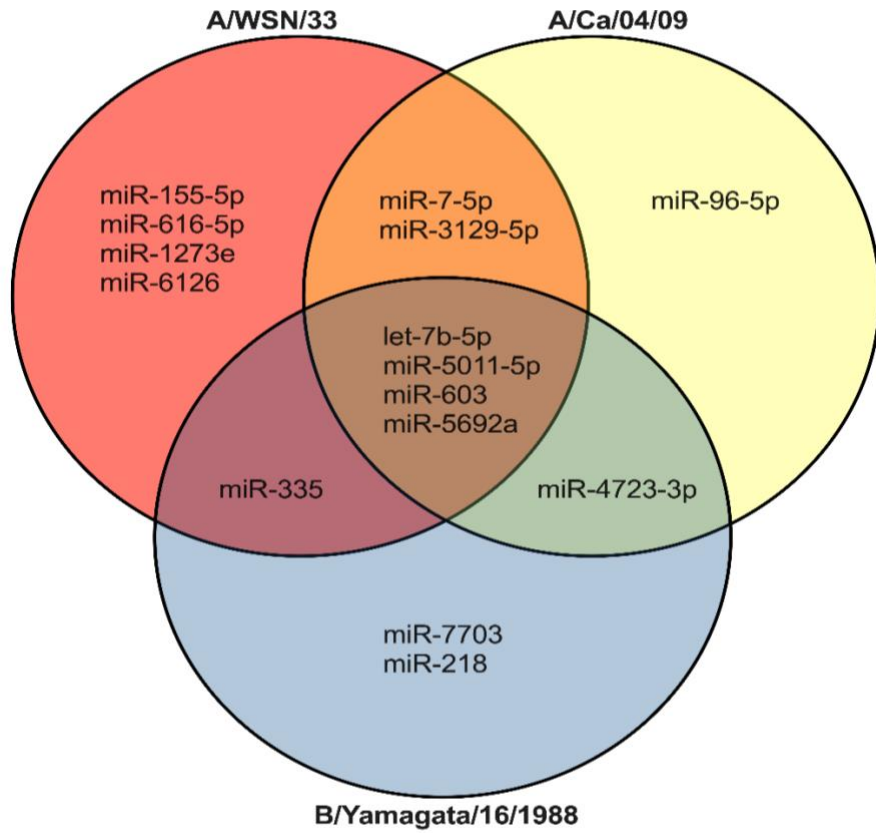 A/WSN/33
A/Ca/04/09
miR-155-5p
miR-616-5p
miR-1273e
miR-6126
miR-7-5p
miR-3129-5p
miR-96-5p
let-7b-5p
miR-5011-5p
miR-603
miR-5692a
miR-335
miR-4723-3p
miR-7703
miR-218
B/Yamagata/16/1988